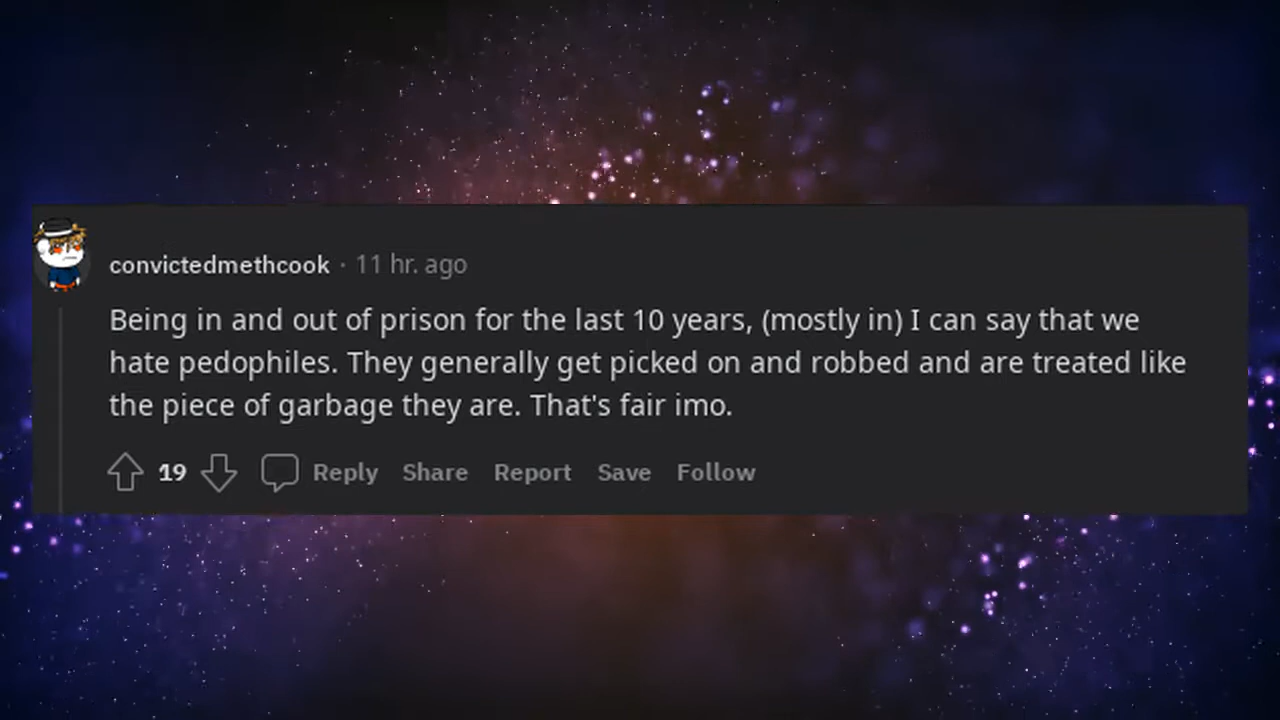 convictedmethcook · 11 hr. ago
Being in and out of prison for the last 10 years, (mostly in) I can say that we
hate pedophiles. They generally get picked on and robbed and are treated like
the piece of garbage they are. That's fair imo.
19 Reply Share Report Save Follow